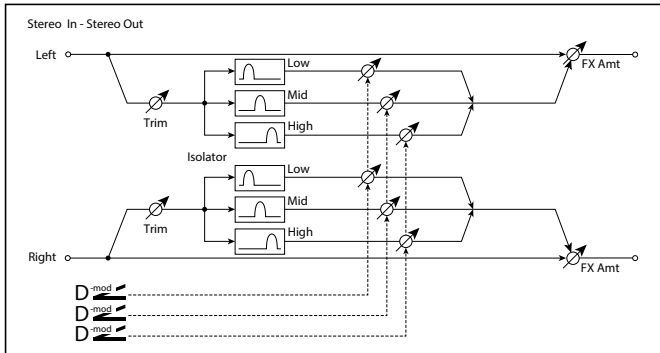 Stereo In - Stereo Out
Left
FX Amt
Low
Mid
High
Trim
Isolator
Low
Mid
High
Trim
Right
FX Amt
D-mod
D-mod
D-mod